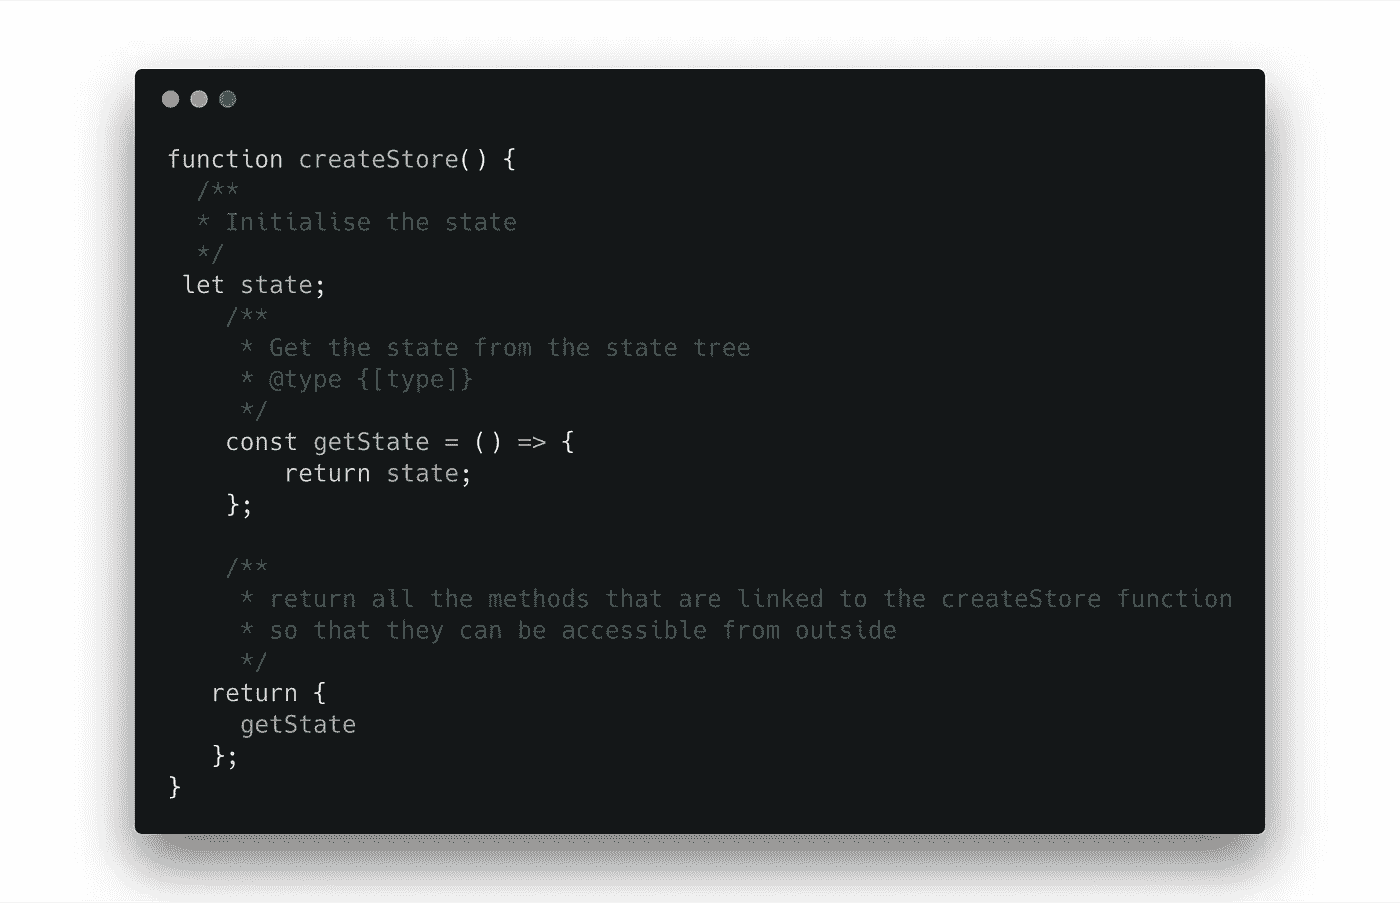 function createStore() {
  /**
  * Initialise the state
  */
 let state;
    /**
     * Get the state from the state tree
     * @type {[type]}
     */
    const getState = () => {
        return state;
    };

    /**
     * return all the methods that are linked to the createStore function
     * so that they can be accessible from outside
     */
   return {
     getState
   };
}